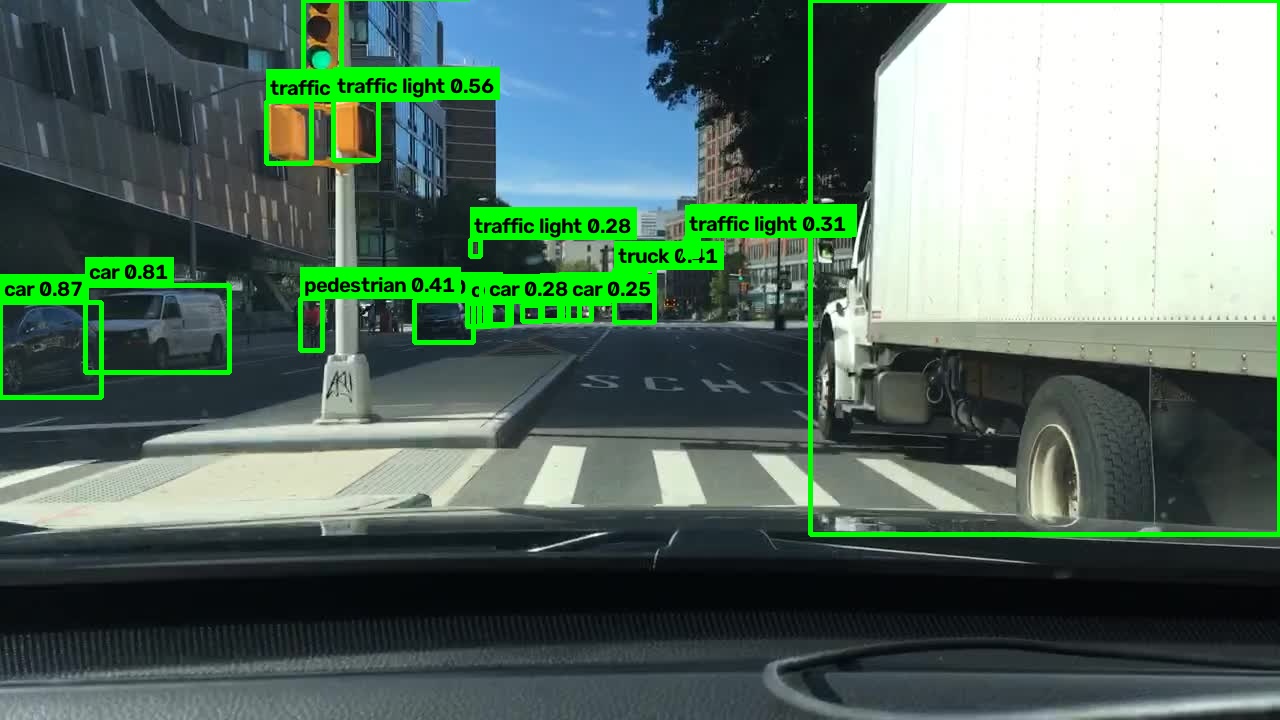 traffic
traffic light 0.56
traffic light 0.28
traffic light 0.31
truck 0.41
car 0.81
car 0.87
pedestrian 0.41
car 0.28
car 0.25
SCHO